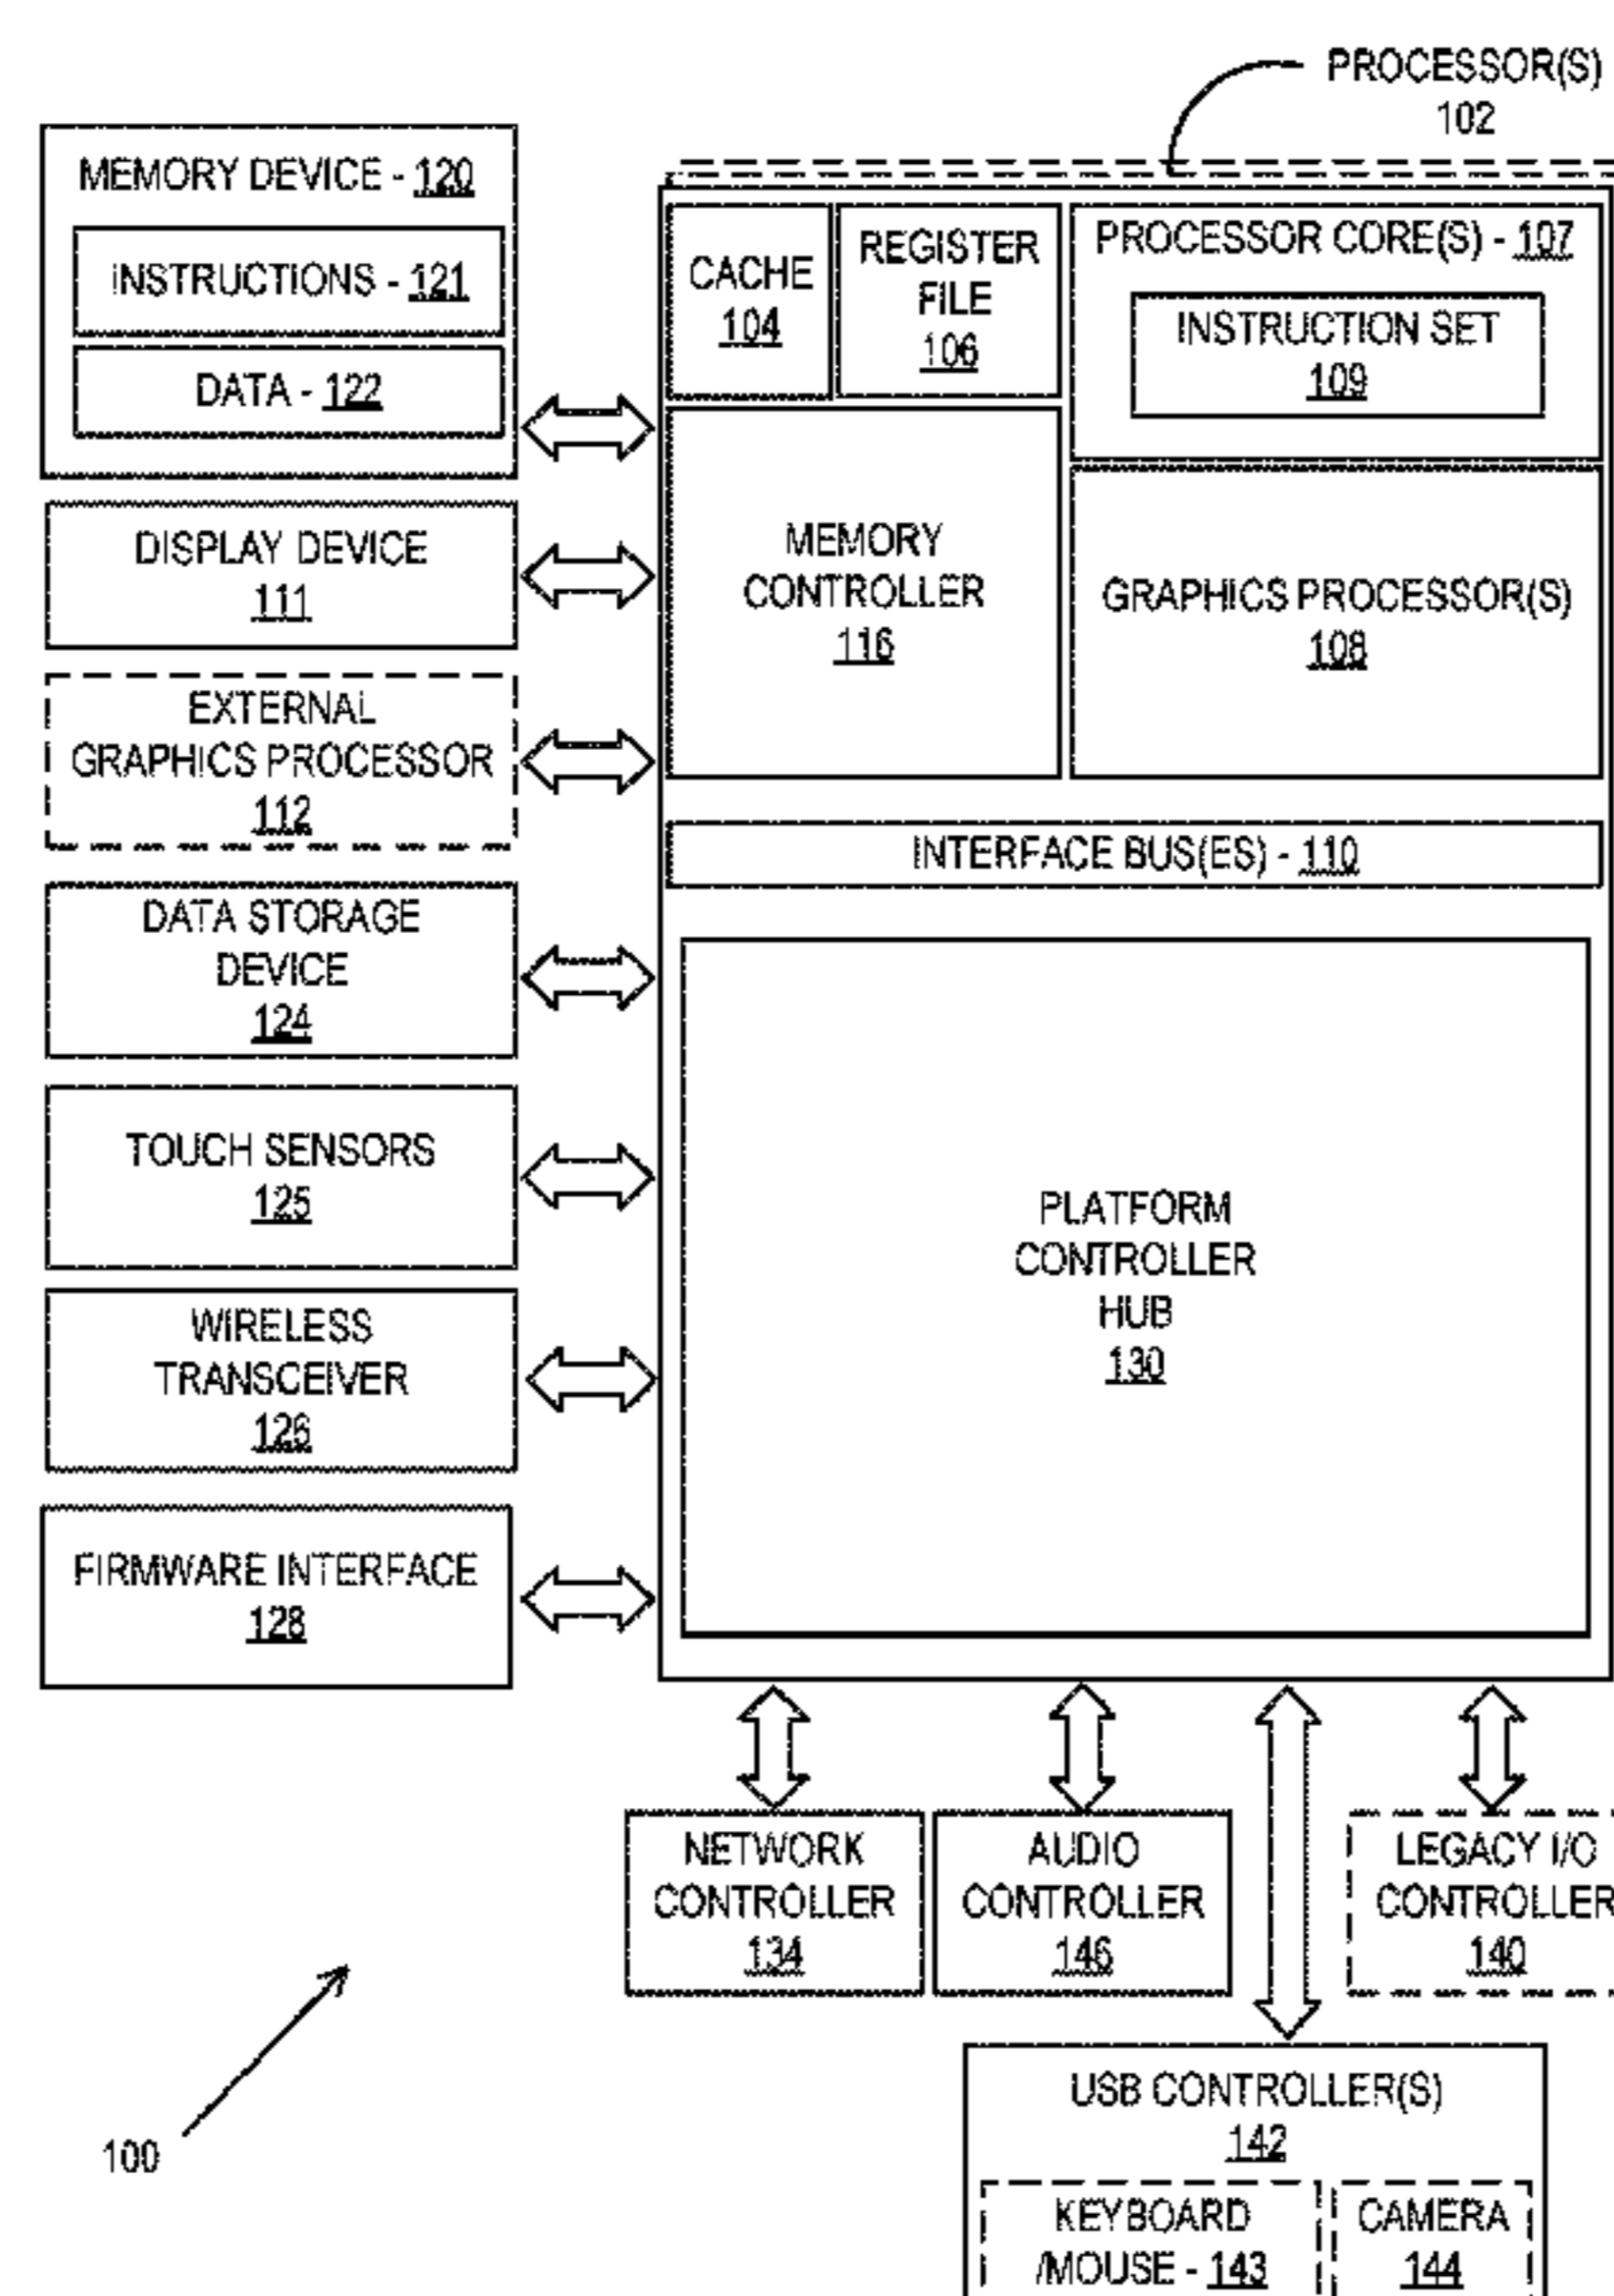 PROCESSOR(S)
102
MEMORY DEVICE - 120
INSTRUCTIONS - 121
DATA - 122
DISPLAY DEVICE
111
EXTERNAL
GRAPHICS PROCESSOR
112
DATA STORAGE
DEVICE
124
TOUCH SENSORS
125
WIRELESS
TRANSCEIVER
126
FIRMWARE INTERFACE
128
CACHE
104
REGISTER
FILE
106
PROCESSOR CORE(S) - 107
INSTRUCTION SET
109
MEMORY
CONTROLLER
116
GRAPHICS PROCESSOR(S)
108
INTERFACE BUS(ES) - 110
PLATFORM
CONTROLLER
HUB
130
NETWORK
CONTROLLER
134
AUDIO
CONTROLLER
146
LEGACY I/O
CONTROLLER
140
USB CONTROLLER(S)
142
KEYBOARD
/MOUSE - 143
CAMERA
144
100